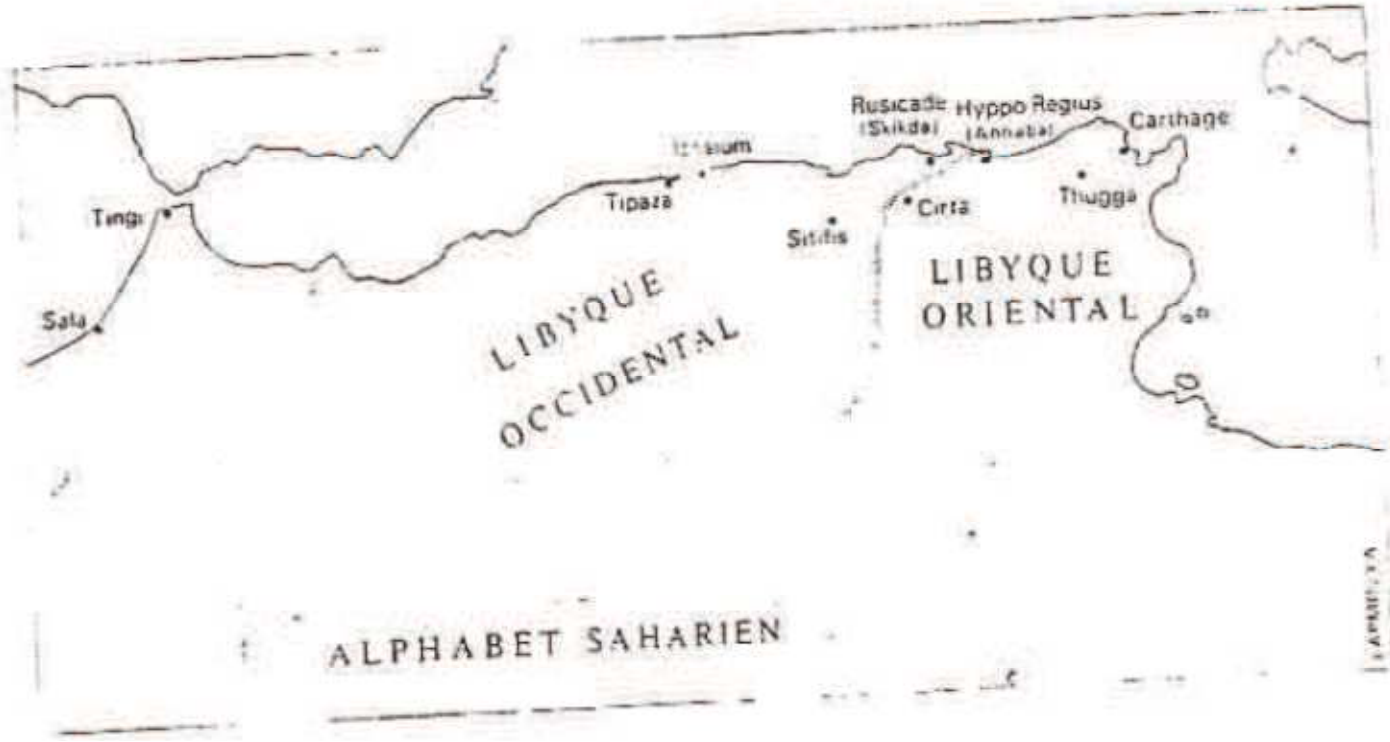 Rusicade
(Skikda)
Hyppo Regius
(Annaba)
Carthage
Tingi
Tipaza
Cirta
Thugga
Sitifis
Sala
LIBYQUE
OCCIDENTAL
LIBYQUE
ORIENTAL
ALPHABET SAHARIEN